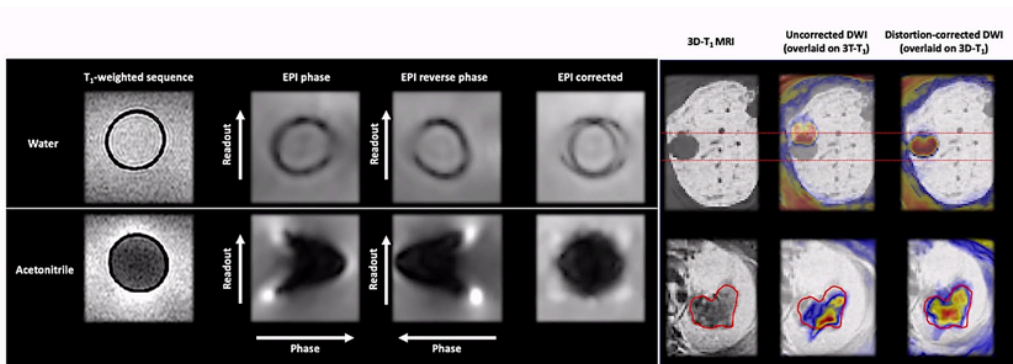 3D-T₁ MRI
Uncorrected DWI
(overlaid on 3T-T₁)
Distortion-corrected DWI
(overlaid on 3D-T₁)
T₁-weighted sequence
EPI phase
EPI reverse phase
EPI corrected
Water
Readout
Readout
Acetonitrile
Readout
Readout
Phase
Phase